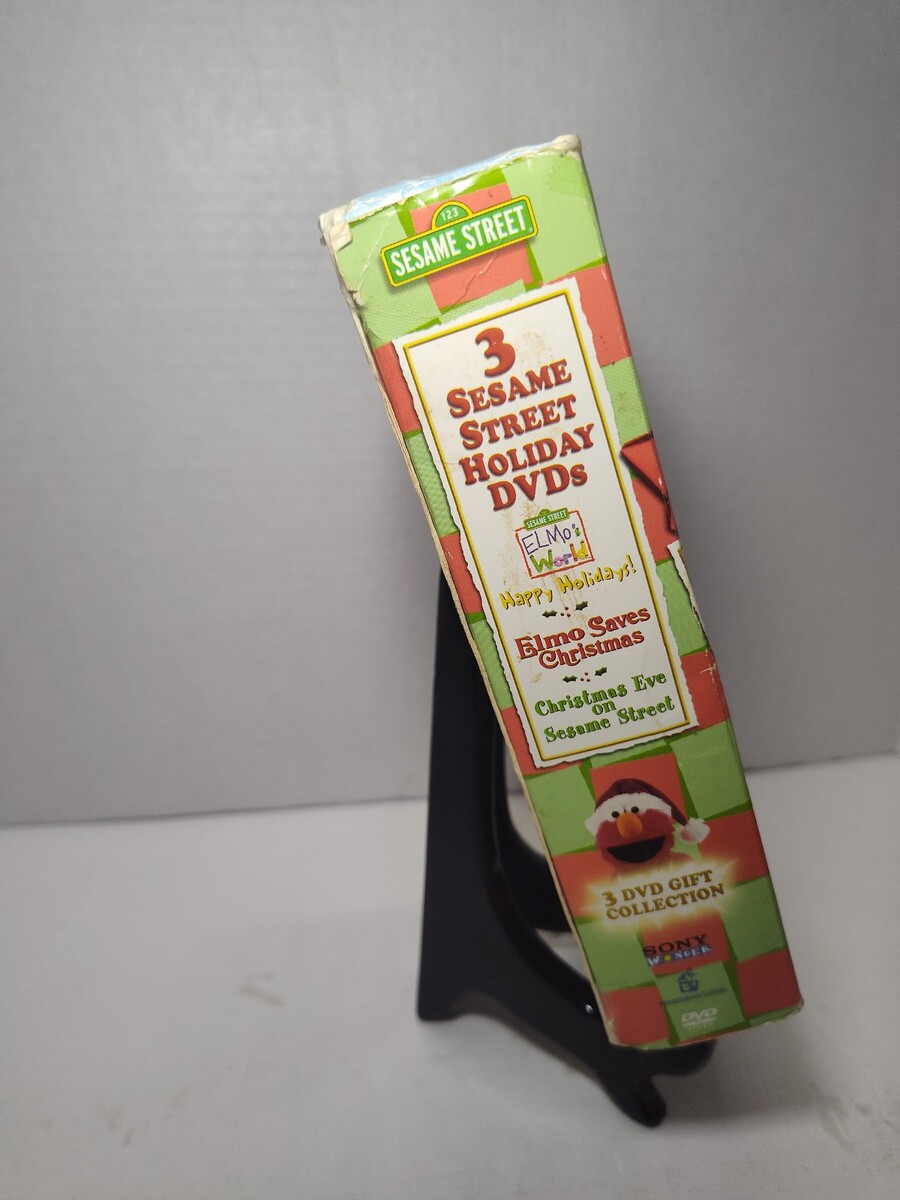 123
SESAME STREET
3
SESAME
STREET
HOLIDAY
DVDs
SESAME STREET
ELMO's
World
Happy Holidays!
Elmo Saves
Christmas
Christmas Eve
on
Sesame Street
3 DVD GIFT
COLLECTION
SONY
WONDER
sesameworkshop
DVD